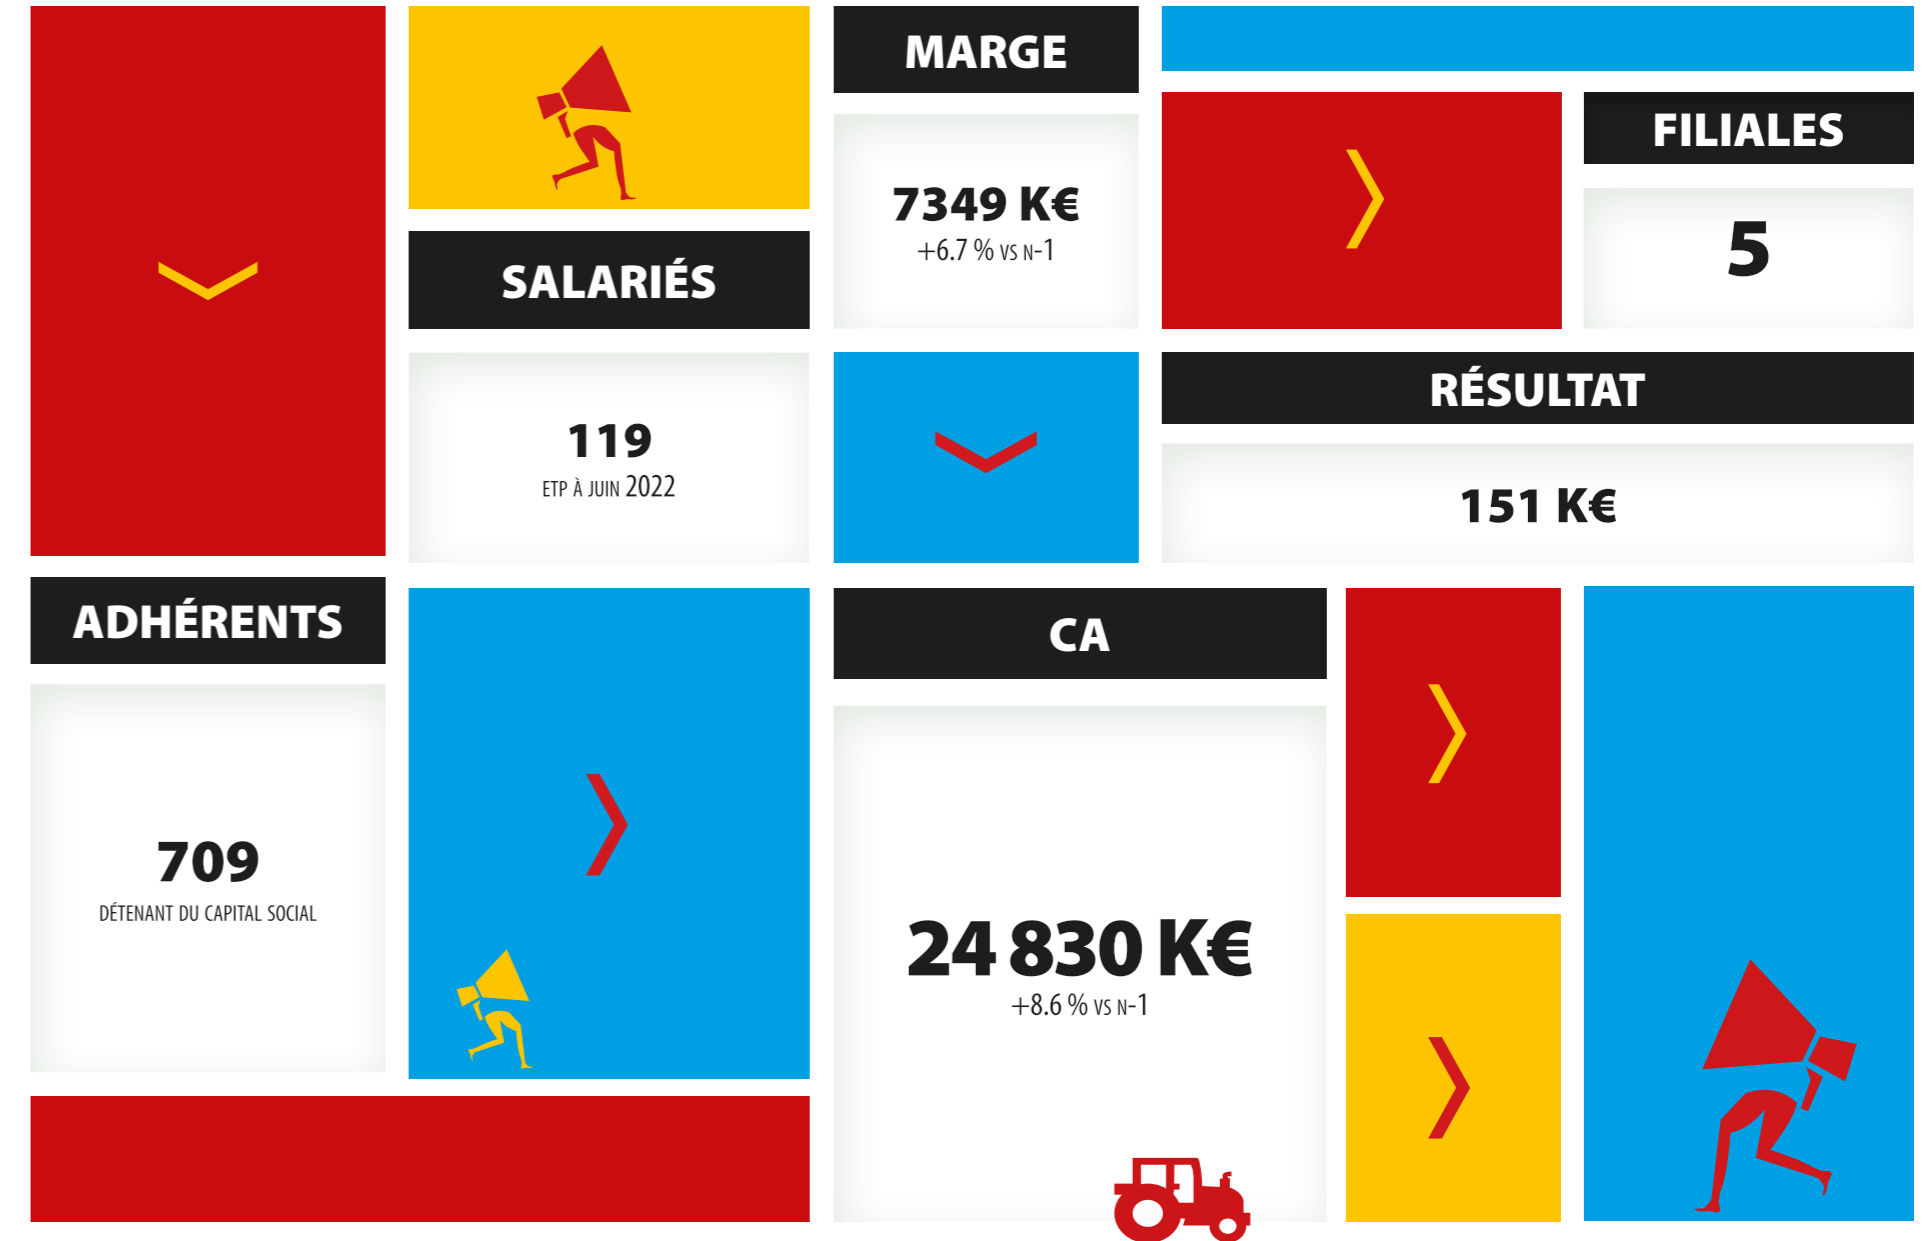 MARGE
7349 K€
+6.7 % VS N-1
FILIALES
5
SALARIÉS
119
ETP À JUIN 2022
RÉSULTAT
151 K€
ADHÉRENTS
709
DÉTENANT DU CAPITAL SOCIAL
CA
24 830 K€
+8.6 % VS N-1